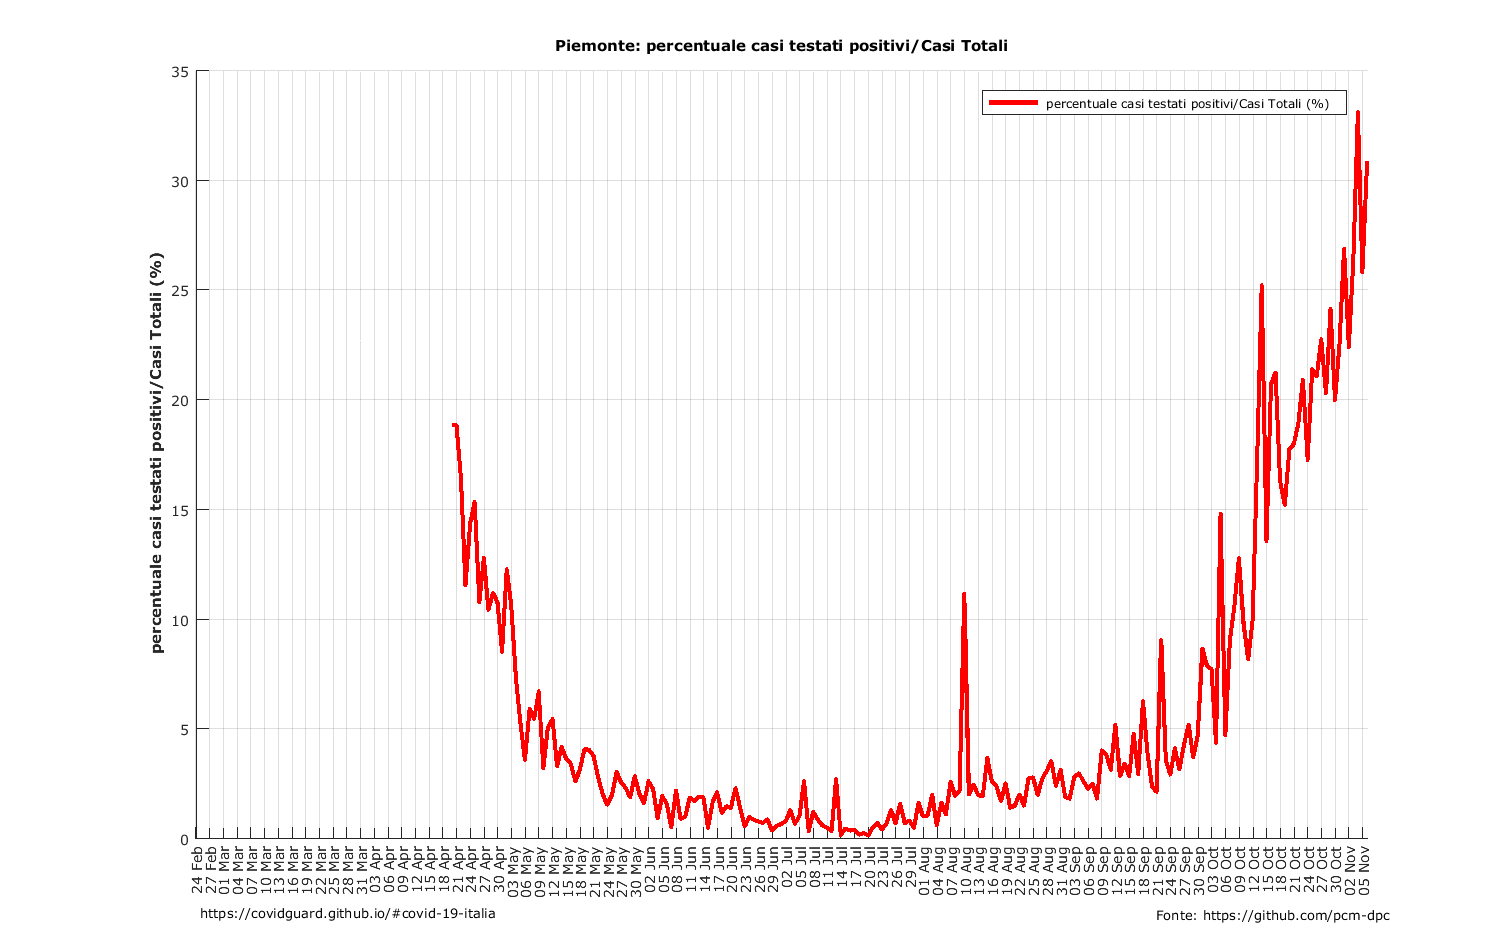 Piemonte: percentuale casi testati positivi/Casi Totali
percentuale casi testati positivi/Casi Totali (%)
percentuale casi testati positivi/Casi Totali (%)
35
30
25
20
15
10
5
0
24 Feb
27 Feb
01 Mar
04 Mar
07 Mar
10 Mar
13 Mar
16 Mar
19 Mar
22 Mar
25 Mar
28 Mar
31 Mar
03 Apr
06 Apr
09 Apr
12 Apr
15 Apr
18 Apr
21 Apr
24 Apr
27 Apr
30 Apr
03 May
06 May
09 May
12 May
15 May
18 May
21 May
24 May
27 May
30 May
02 Jun
05 Jun
08 Jun
11 Jun
14 Jun
17 Jun
20 Jun
23 Jun
26 Jun
29 Jun
02 Jul
05 Jul
08 Jul
11 Jul
14 Jul
17 Jul
20 Jul
23 Jul
26 Jul
29 Jul
01 Aug
04 Aug
07 Aug
10 Aug
13 Aug
16 Aug
19 Aug
22 Aug
25 Aug
28 Aug
31 Aug
03 Sep
06 Sep
09 Sep
12 Sep
15 Sep
18 Sep
21 Sep
24 Sep
27 Sep
30 Sep
03 Oct
06 Oct
09 Oct
12 Oct
15 Oct
18 Oct
21 Oct
24 Oct
27 Oct
30 Oct
02 Nov
05 Nov
https://covidguard.github.io/#covid-19-italia
Fonte: https://github.com/pcm-dpc